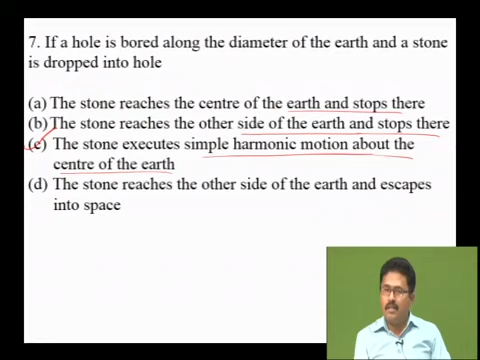 7. If a hole is bored along the diameter of the earth and a stone
is dropped into hole
(a) The stone reaches the centre of the earth and stops there
(b) The stone reaches the other side of the earth and stops there
(c) The stone executes simple harmonic motion about the
centre of the earth
(d) The stone reaches the other side of the earth and escapes
into space